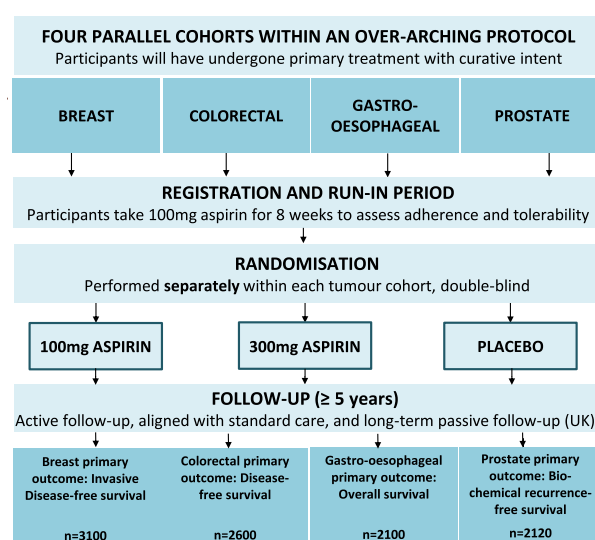 FOUR PARALLEL COHORTS WITHIN AN OVER-ARCHING PROTOCOL
Participants will have undergone primary treatment with curative intent
BREAST
COLORECTAL
GASTRO-
OESOPHAGEAL
PROSTATE
REGISTRATION AND RUN-IN PERIOD
Participants take 100mg aspirin for 8 weeks to assess adherence and tolerability
RANDOMISATION
Performed separately within each tumour cohort, double-blind
100mg ASPIRIN
300mg ASPIRIN
PLACEBO
FOLLOW-UP (≥ 5 years)
Active follow-up, aligned with standard care, and long-term passive follow-up (UK)
Breast primary
outcome: Invasive
Disease-free survival
n=3100
Colorectal primary
outcome: Disease-
free survival
n=2600
Gastro-oesophageal
primary outcome:
Overall survival
n=2100
Prostate primary
outcome: Bio-
chemical recurrence-
free survival
n=2120